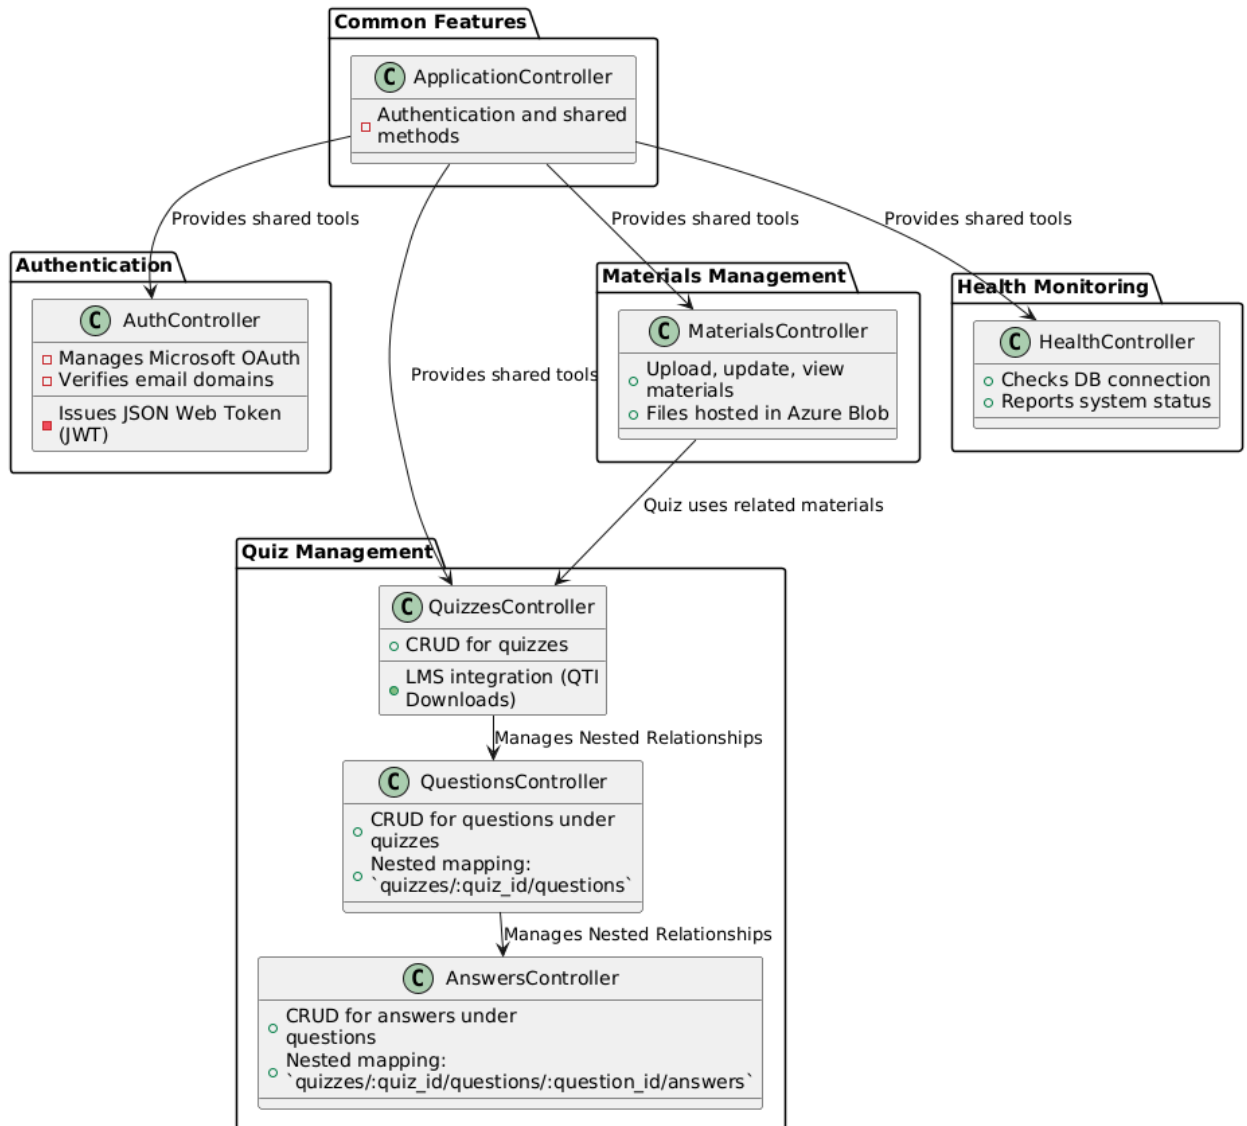 Common Features
C ApplicationController
Authentication and shared
methods
Provides shared tools
Provides shared tools
Provides shared tools
Authentication
C AuthController
Manages Microsoft OAuth
Verifies email domains
Issues JSON Web Token
(JWT)
Provides shared tools
Materials Management
C MaterialsController
Upload, update, view
materials
Files hosted in Azure Blob
Health Monitoring
C HealthController
Checks DB connection
Reports system status
Quiz uses related materials
Quiz Management
C QuizzesController
CRUD for quizzes
LMS integration (QTI
Downloads)
Manages Nested Relationships
C QuestionsController
CRUD for questions under
quizzes
Nested mapping:
`quizzes/:quiz_id/questions`
Manages Nested Relationships
C AnswersController
CRUD for answers under
questions
Nested mapping:
`quizzes/:quiz_id/questions/:question_id/answers`